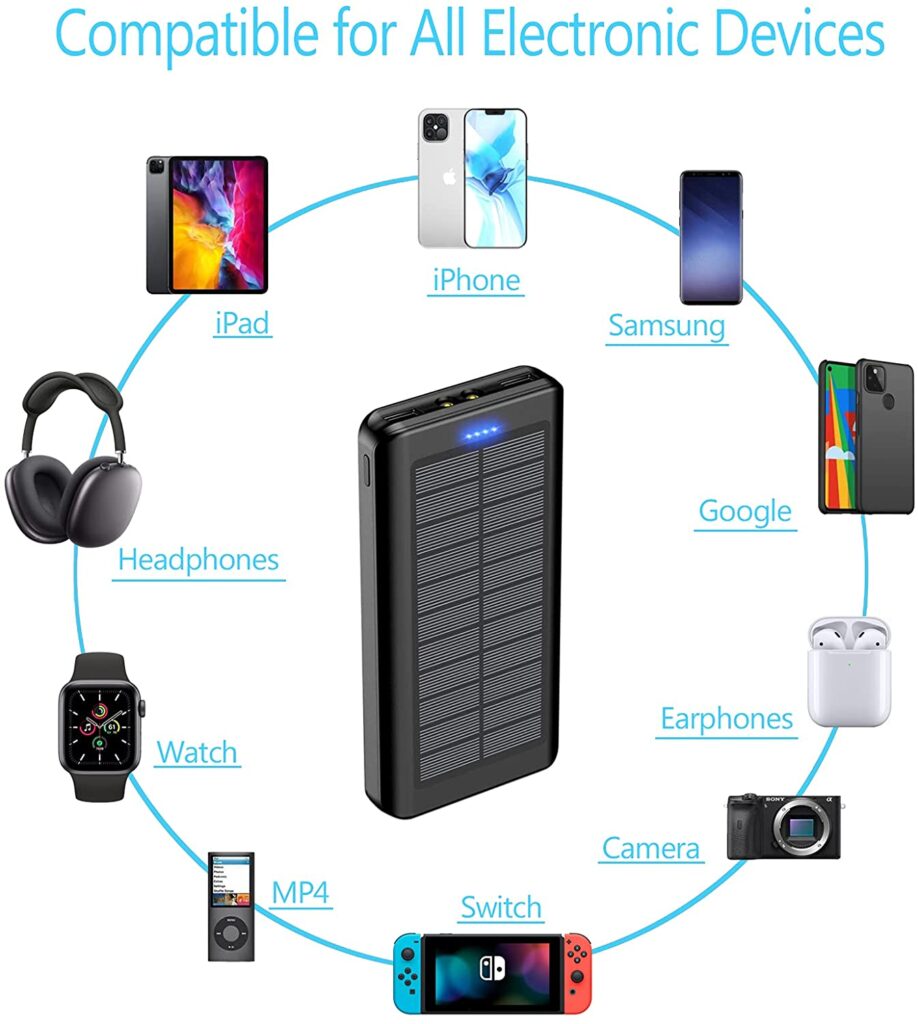 Compatible for All Electronic Devices
iPhone
iPad
Samsung
Google
Headphones
Earphones
Watch
SONY
α
Camera
MP4
Switch